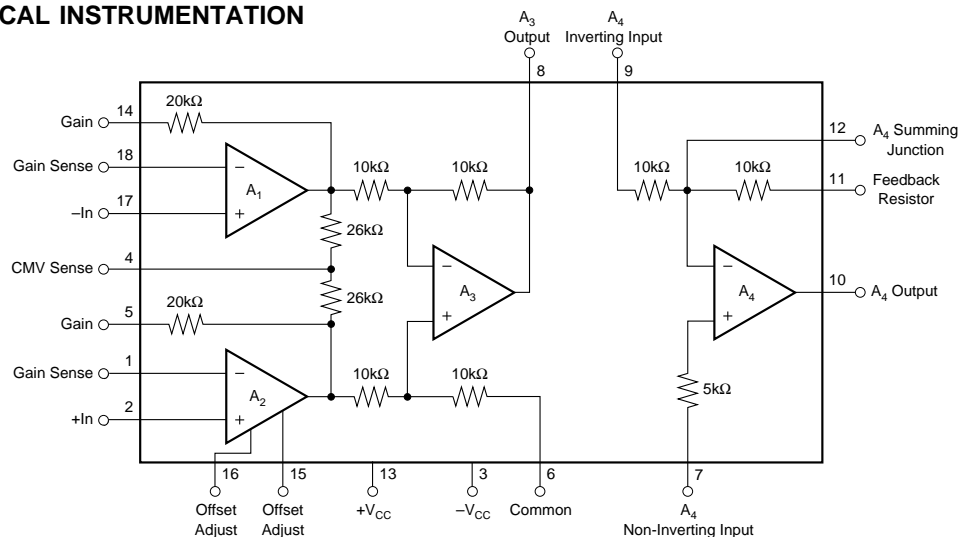 CAL INSTRUMENTATION
A3
Output
A4
Inverting Input
8
9
20kΩ
14
Gain
12
A4 Summing
Junction
18
Gain Sense
10kΩ
10kΩ
10kΩ
10kΩ
11
Feedback
Resistor
–
A1
17
–In
+
26kΩ
4
CMV Sense
–
A3
–
A4
10
A4 Output
26kΩ
5
20kΩ
Gain
+
+
1
Gain Sense
10kΩ
10kΩ
5kΩ
–
A2
2
+In
+
16
15
13
3
6
7
Offset
Adjust
Offset
Adjust
+VCC
–VCC
Common
A4
Non-Inverting Input